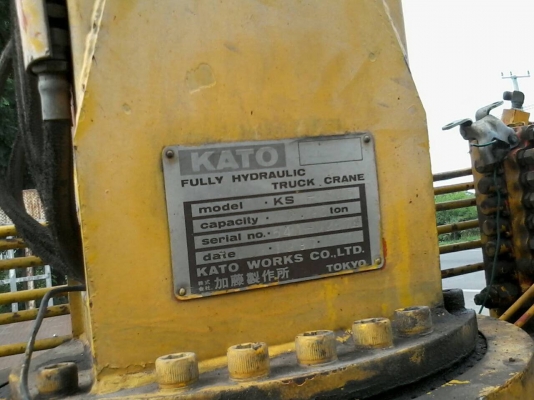 KATO
FULLY HYDRAULIC
TRUCK CRANE
model · KS
capacity · ton
serial no. ·
date ·
KATO WORKS CO., LTD.
株式会社 加藤製作所 TOKYO